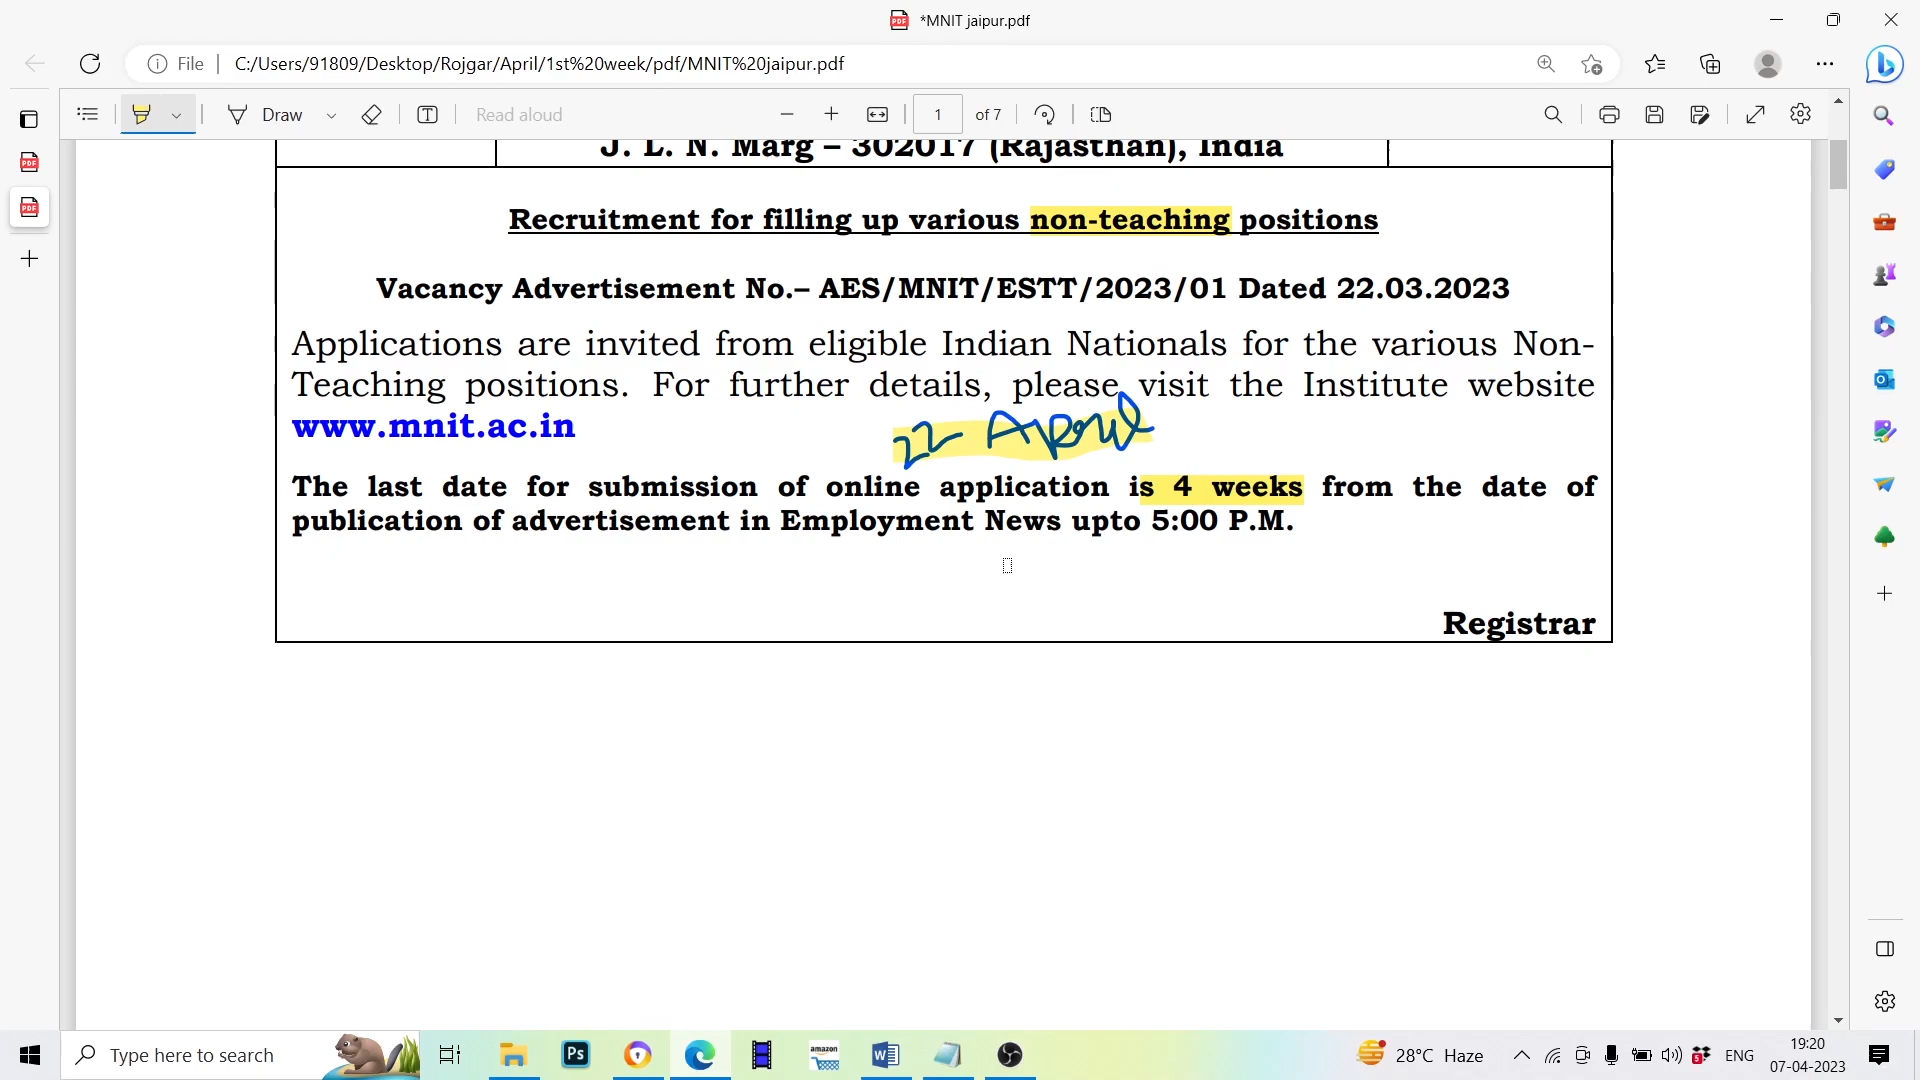 *MNIT jaipur.pdf
File
C:/Users/91809/Desktop/Rojgar/April/1st%20week/pdf/MNIT%20jaipur.pdf
Draw
Read aloud
1 of 7
J. L. N. Marg – 302017 (Rajasthan), India
Recruitment for filling up various non-teaching positions
Vacancy Advertisement No.– AES/MNIT/ESTT/2023/01 Dated 22.03.2023
Applications are invited from eligible Indian Nationals for the various Non-
Teaching positions. For further details, please visit the Institute website
www.mnit.ac.in
22 April
The last date for submission of online application is 4 weeks from the date of
publication of advertisement in Employment News upto 5:00 P.M.
Registrar
Type here to search
Ps
amazon
28°C Haze
ENG
19:20
07-04-2023